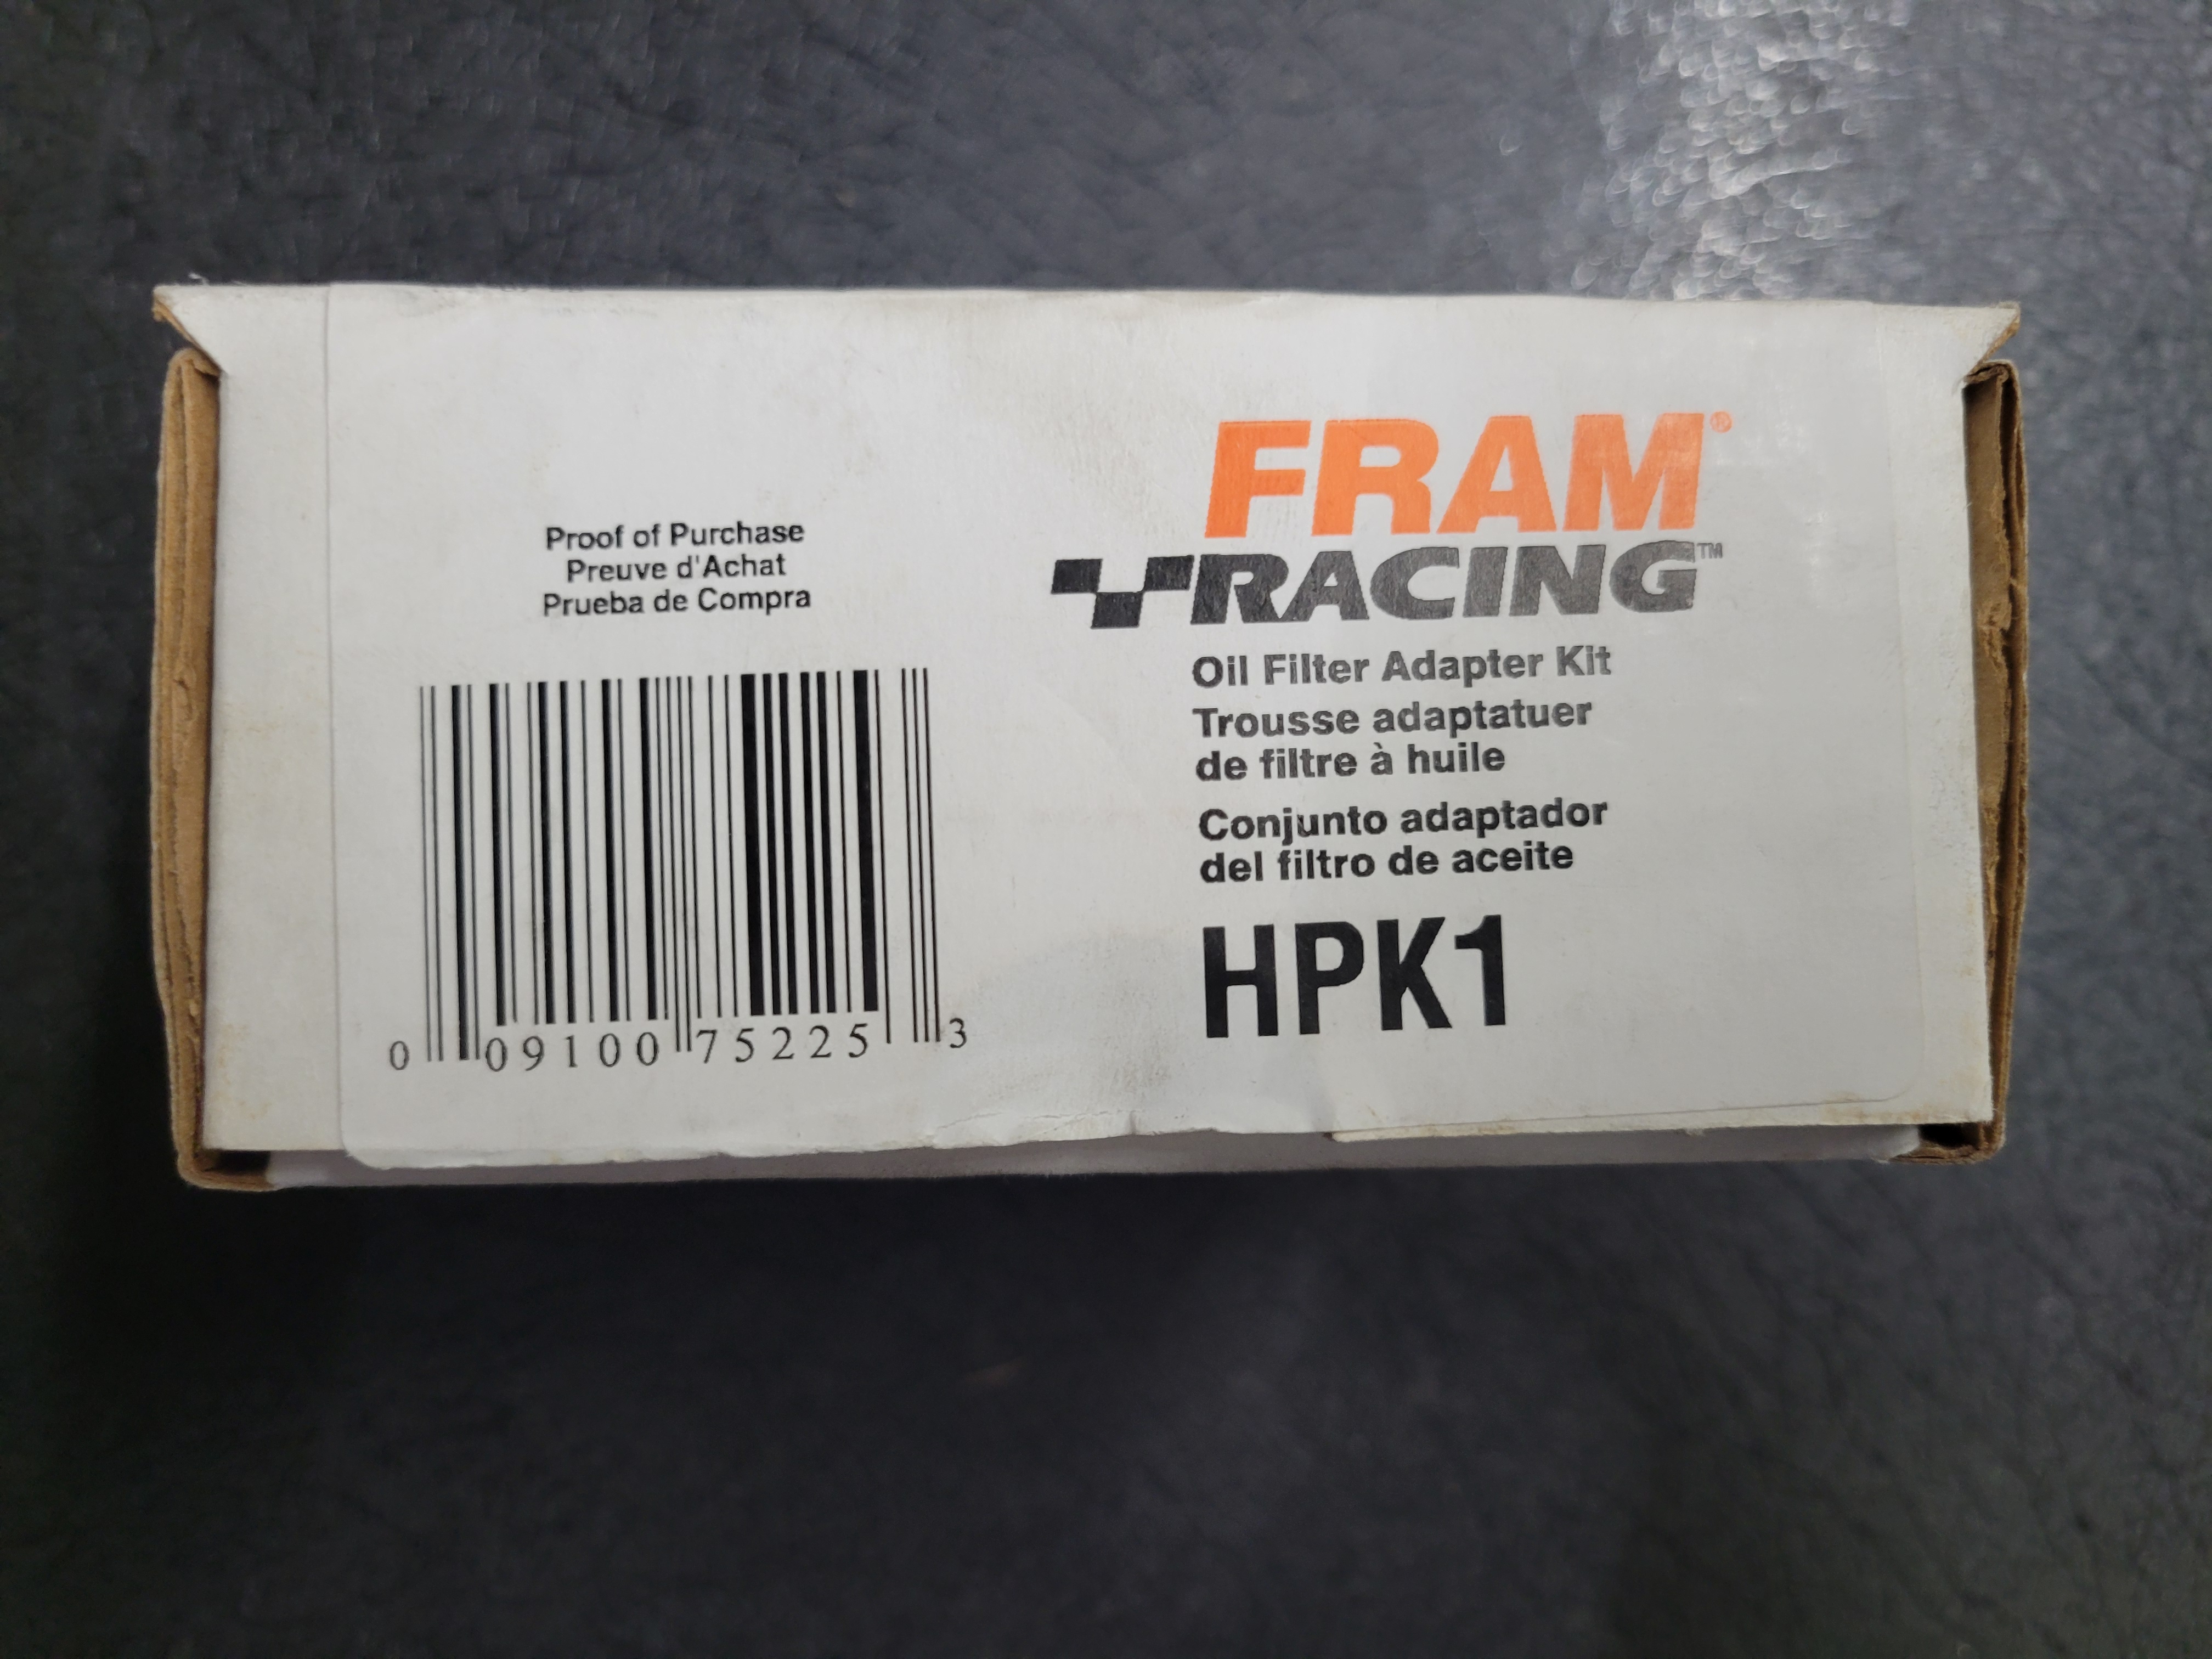 Proof of Purchase
Preuve d'Achat
Prueba de Compra
0 09100 75225 3
FRAM®
RACING™
Oil Filter Adapter Kit
Trousse adaptatuer
de filtre à huile
Conjunto adaptador
del filtro de aceite
HPK1